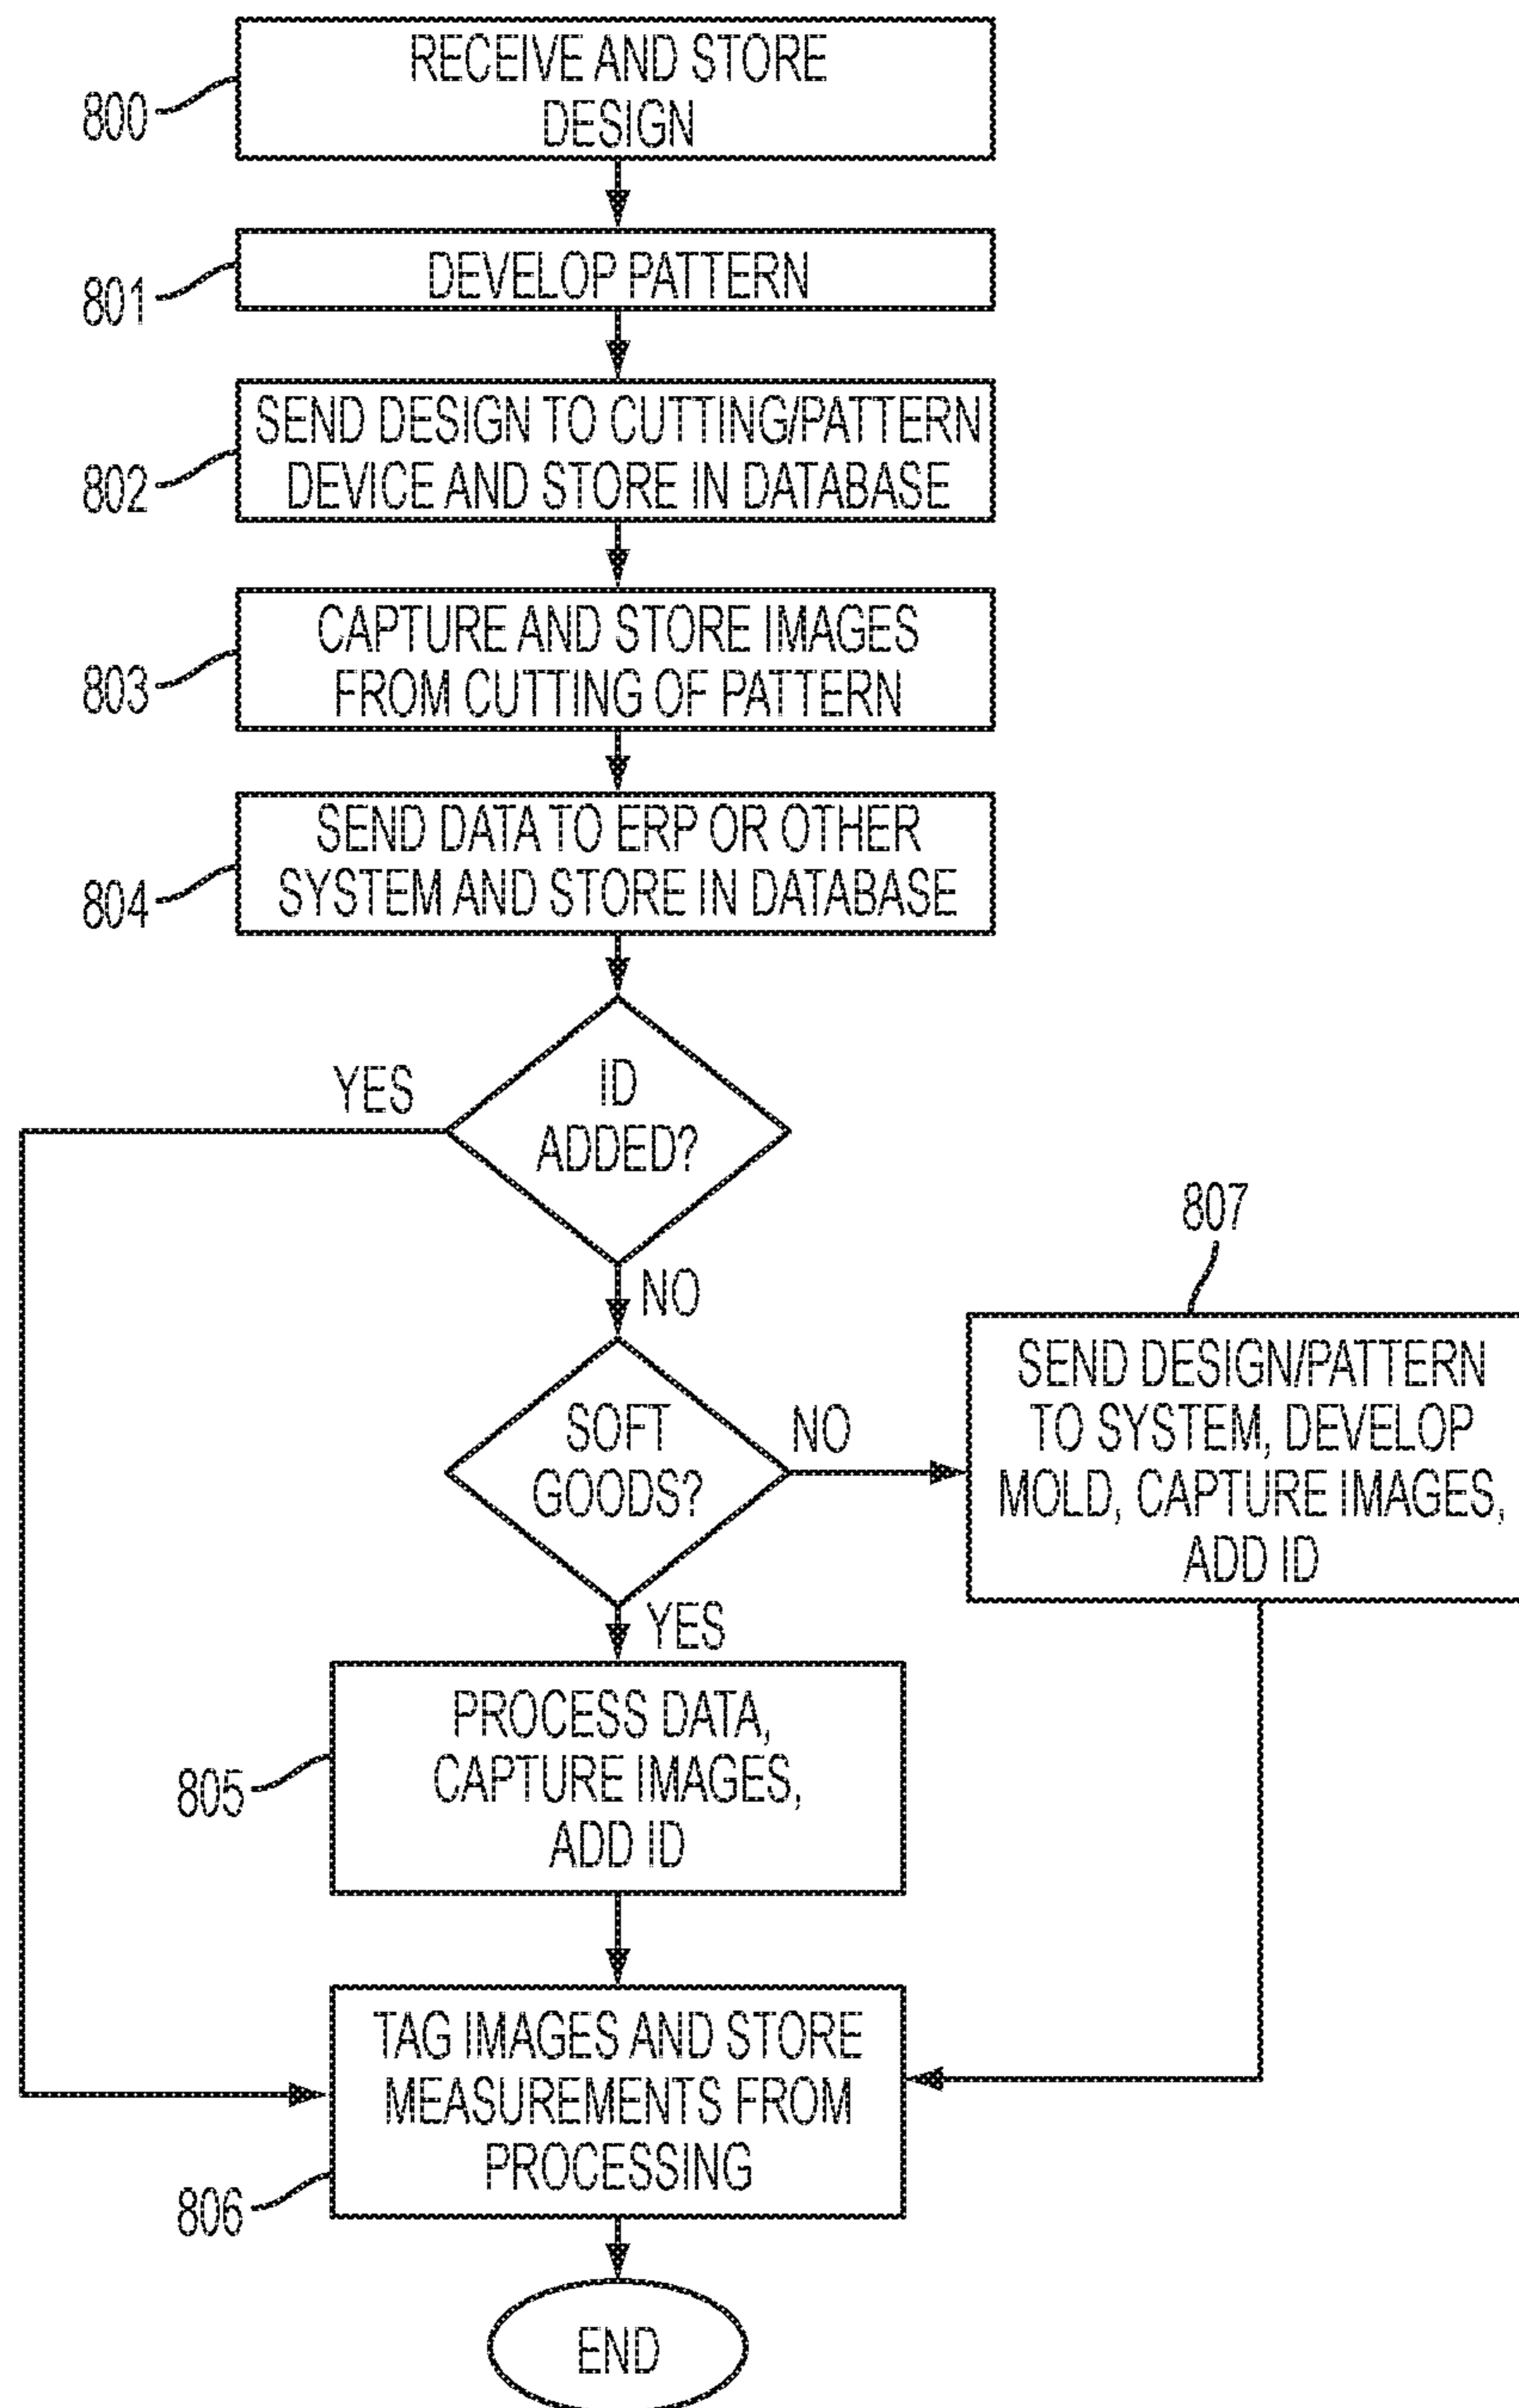 RECEIVE AND STORE
DESIGN
800
DEVELOP PATTERN
801
SEND DESIGN TO CUTTING/PATTERN
DEVICE AND STORE IN DATABASE
802
CAPTURE AND STORE IMAGES
FROM CUTTING OF PATTERN
803
SEND DATA TO ERP OR OTHER
SYSTEM AND STORE IN DATABASE
804
ID
ADDED?
YES
NO
SOFT
GOODS?
NO
807
SEND DESIGN/PATTERN
TO SYSTEM, DEVELOP
MOLD, CAPTURE IMAGES,
ADD ID
YES
PROCESS DATA,
CAPTURE IMAGES,
ADD ID
805
TAG IMAGES AND STORE
MEASUREMENTS FROM
PROCESSING
806
END